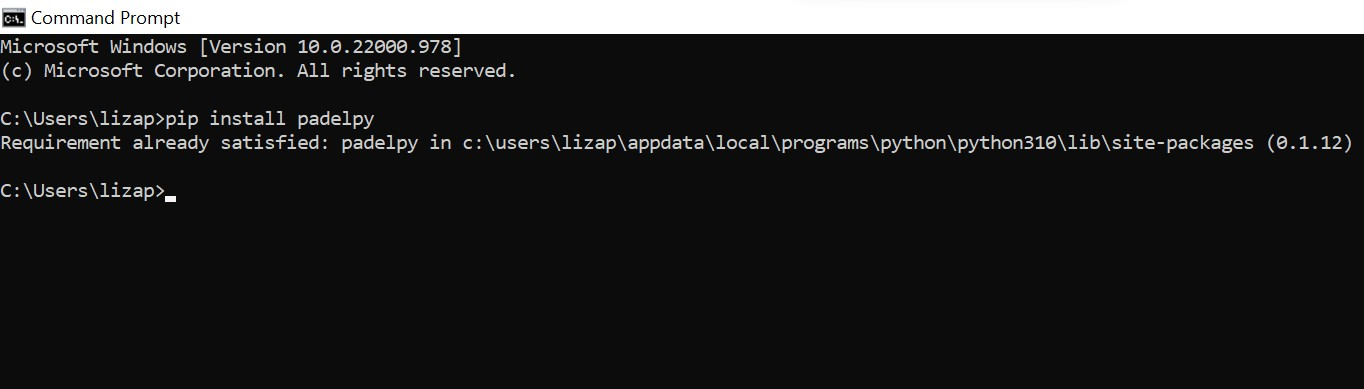 Command Prompt
Microsoft Windows [Version 10.0.22000.978]
(c) Microsoft Corporation. All rights reserved.
C:\Users\lizap>pip install padelpy
Requirement already satisfied: padelpy in c:\users\lizap\appdata\local\programs\python\python310\lib\site-packages (0.1.12)
C:\Users\lizap>